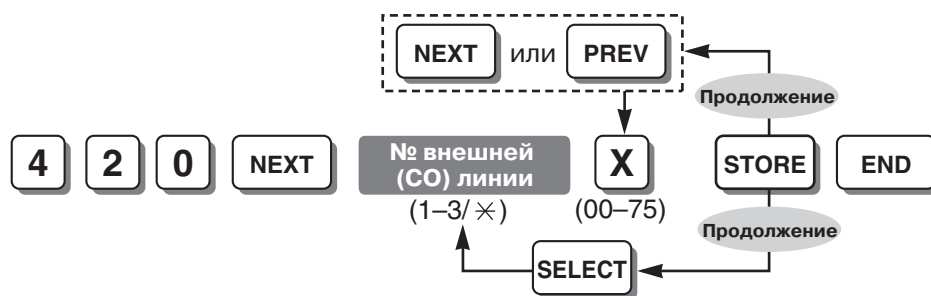 NEXT или PREV
Продолжение
4 2 0 NEXT № внешней (CO) линии X STORE END
(1–3/ ✳) (00–75)
Продолжение
SELECT